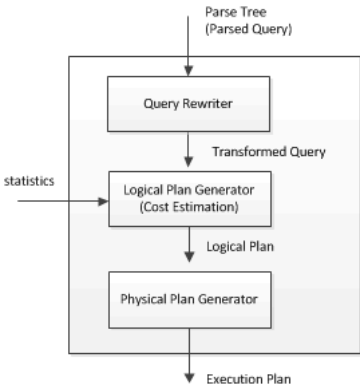 Parse Tree
(Parsed Query)
Query Rewriter
Transformed Query
statistics
Logical Plan Generator
(Cost Estimation)
Logical Plan
Physical Plan Generator
Execution Plan